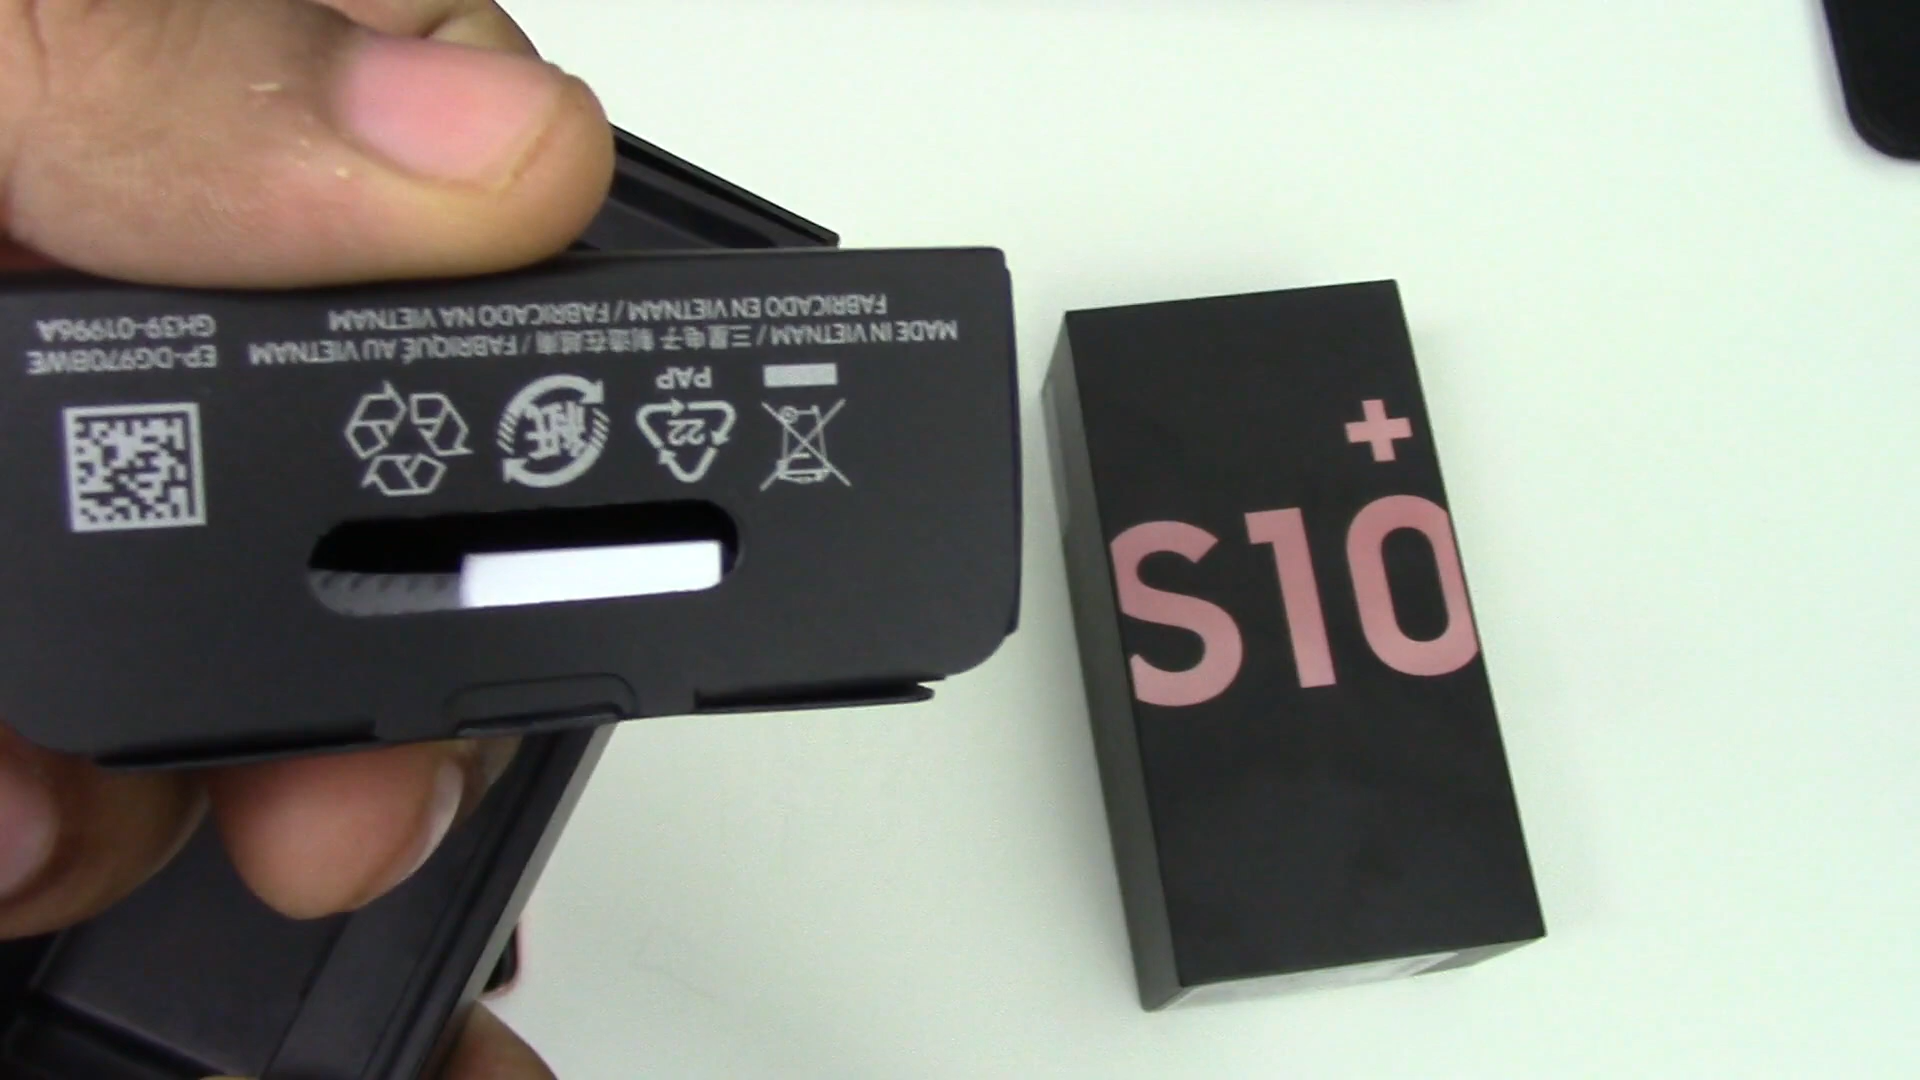 MADE IN VIETNAM / 三星电子 制造在越南 / FABRIQUÉ AU VIETNAM
FABRICADO EN VIETNAM / FABRICADO NA VIETNAM
EP-DG970BWE
GH39-01996A
PAP
22
紙
+
S10